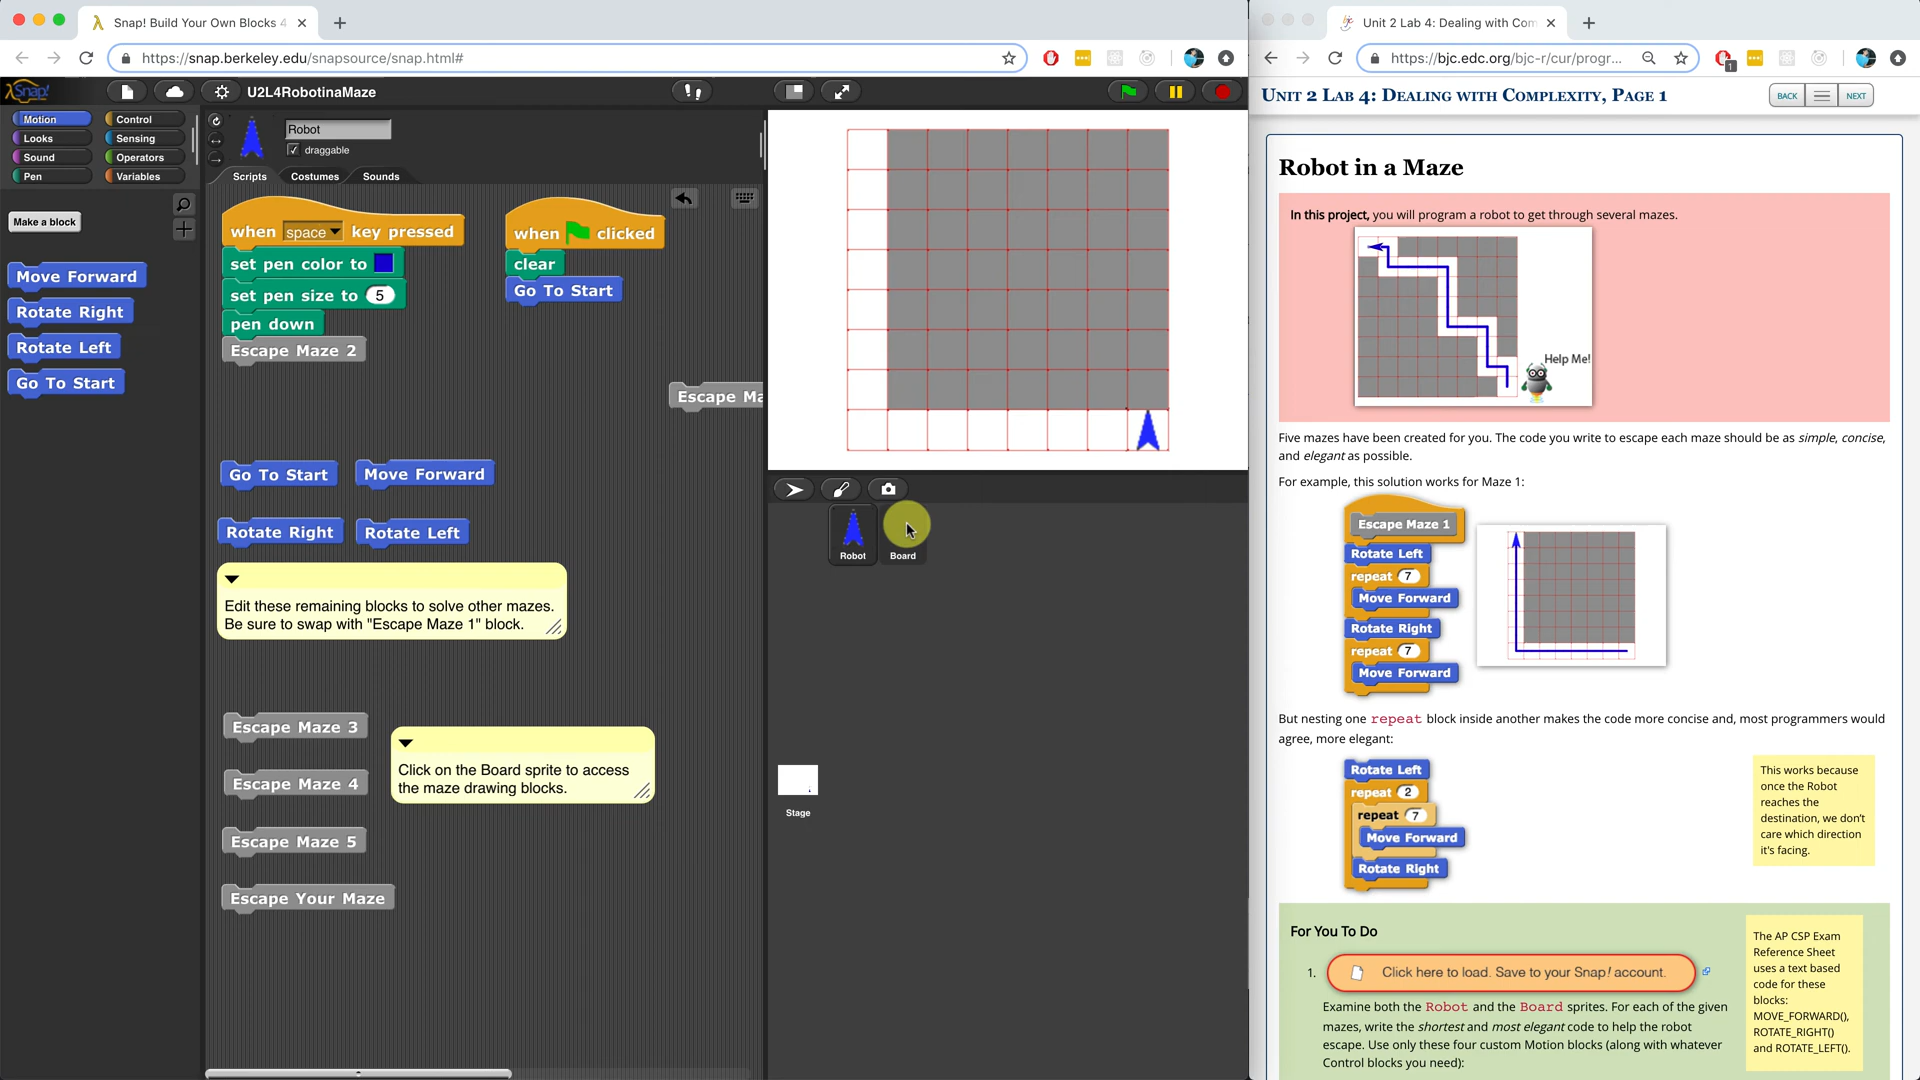 Snap! Build Your Own Blocks 4
https://snap.berkeley.edu/snapsource/snap.html#
Snap!
U2L4RobotinaMaze
Motion
Control
Looks
Sensing
Sound
Operators
Pen
Variables
Make a block
Move Forward
Rotate Right
Rotate Left
Go To Start
Robot
draggable
Scripts
Costumes
Sounds
when space key pressed
set pen color to
set pen size to 5
pen down
Escape Maze 2
when clicked
clear
Go To Start
Escape Ma
Go To Start
Move Forward
Rotate Right
Rotate Left
Edit these remaining blocks to solve other mazes.
Be sure to swap with "Escape Maze 1" block.
Escape Maze 3
Escape Maze 4
Click on the Board sprite to access
the maze drawing blocks.
Escape Maze 5
Escape Your Maze
Robot
Board
Stage
Unit 2 Lab 4: Dealing with Com
https://bjc.edc.org/bjc-r/cur/progr...
1
Unit 2 Lab 4: Dealing with Complexity, Page 1
BACK
NEXT
Robot in a Maze
In this project, you will program a robot to get through several mazes.
Help Me!
Five mazes have been created for you. The code you write to escape each maze should be as simple, concise,
and elegant as possible.
For example, this solution works for Maze 1:
Escape Maze 1
Rotate Left
repeat 7
Move Forward
Rotate Right
repeat 7
Move Forward
But nesting one repeat block inside another makes the code more concise and, most programmers would
agree, more elegant:
Rotate Left
repeat 2
repeat 7
Move Forward
Rotate Right
This works because
once the Robot
reaches the
destination, we don't
care which direction
it's facing.
For You To Do
1.
Click here to load. Save to your Snap! account.
Examine both the Robot and the Board sprites. For each of the given
mazes, write the shortest and most elegant code to help the robot
escape. Use only these four custom Motion blocks (along with whatever
Control blocks you need):
The AP CSP Exam
Reference Sheet
uses a text based
code for these
blocks:
MOVE_FORWARD(),
ROTATE_RIGHT()
and ROTATE_LEFT().